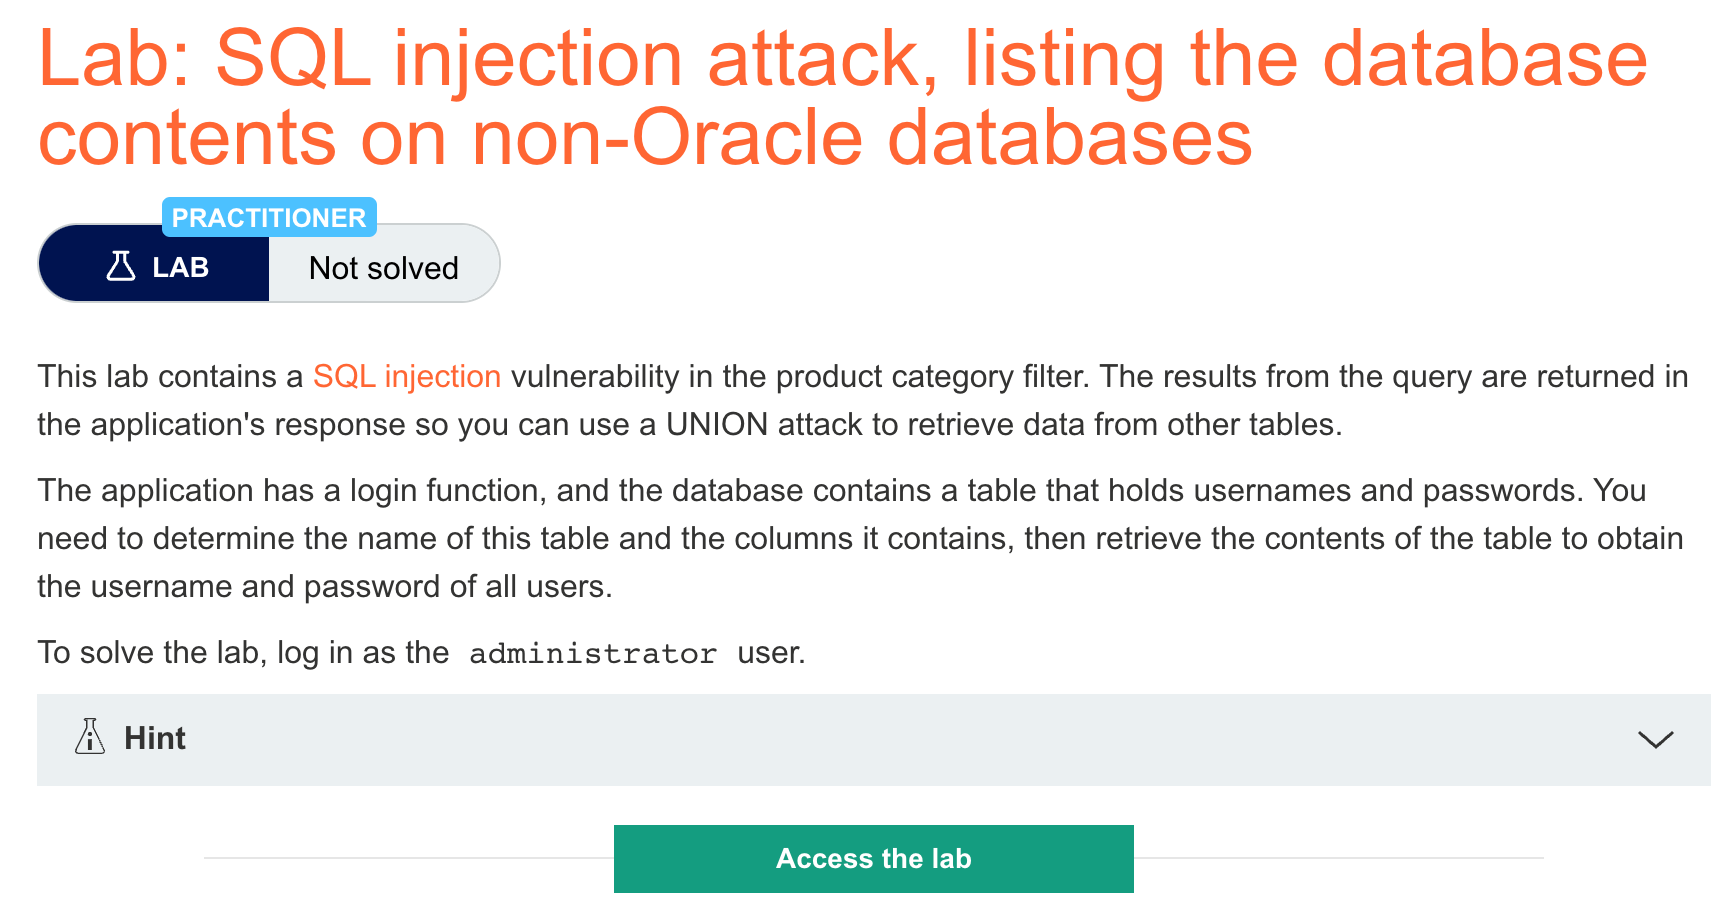 Lab: SQL injection attack, listing the database
contents on non-Oracle databases
PRACTITIONER
LAB
Not solved
This lab contains a SQL injection vulnerability in the product category filter. The results from the query are returned in
the application's response so you can use a UNION attack to retrieve data from other tables.
The application has a login function, and the database contains a table that holds usernames and passwords. You
need to determine the name of this table and the columns it contains, then retrieve the contents of the table to obtain
the username and password of all users.
To solve the lab, log in as the administrator user.
Hint
Access the lab